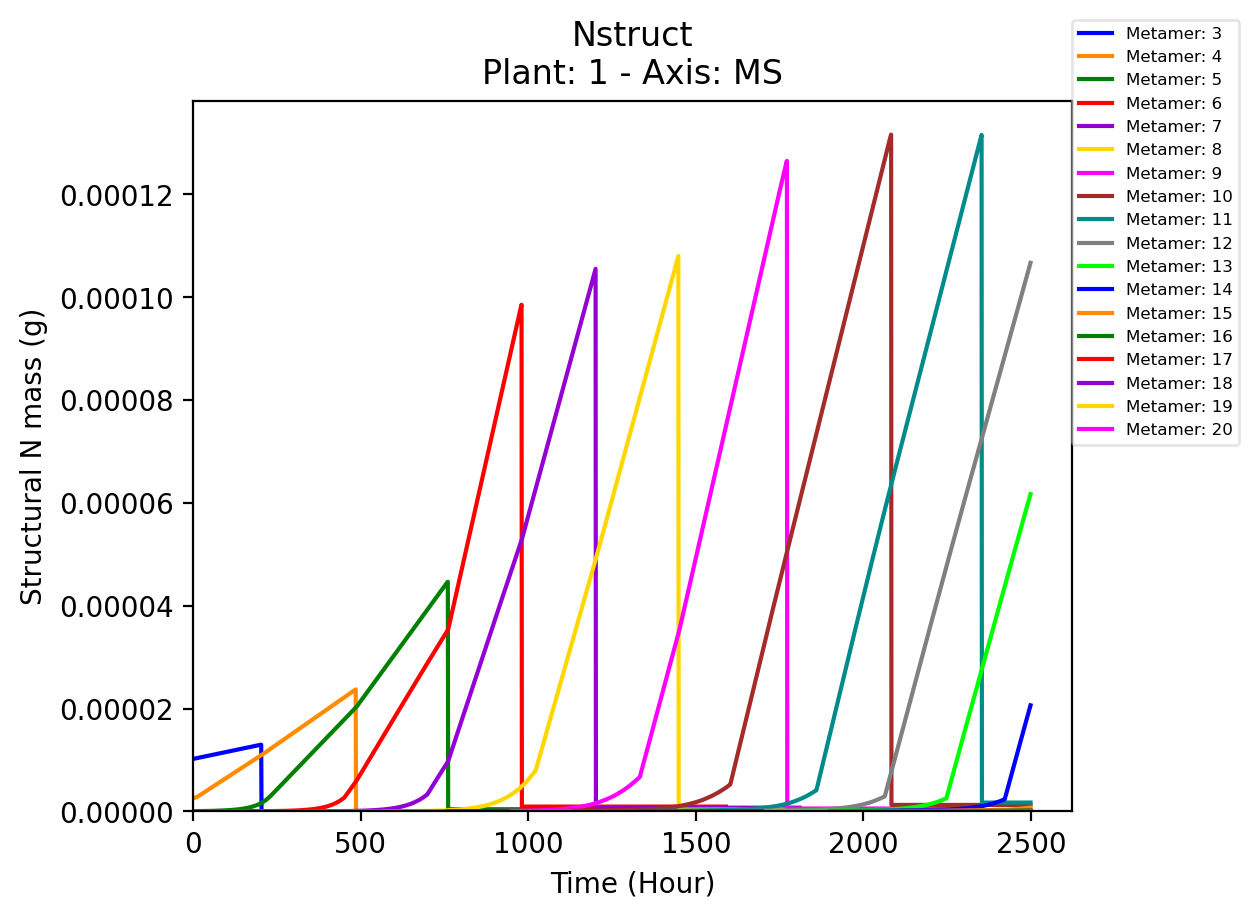 Nstruct
Plant: 1 - Axis: MS
Metamer: 3
Metamer: 4
Metamer: 5
Metamer: 6
Metamer: 7
Metamer: 8
Metamer: 9
Metamer: 10
Metamer: 11
Metamer: 12
Metamer: 13
Metamer: 14
Metamer: 15
Metamer: 16
Metamer: 17
Metamer: 18
Metamer: 19
Metamer: 20
Structural N mass (g)
0.00012
0.00010
0.00008
0.00006
0.00004
0.00002
0.00000
0 500 1000 1500 2000 2500
Time (Hour)